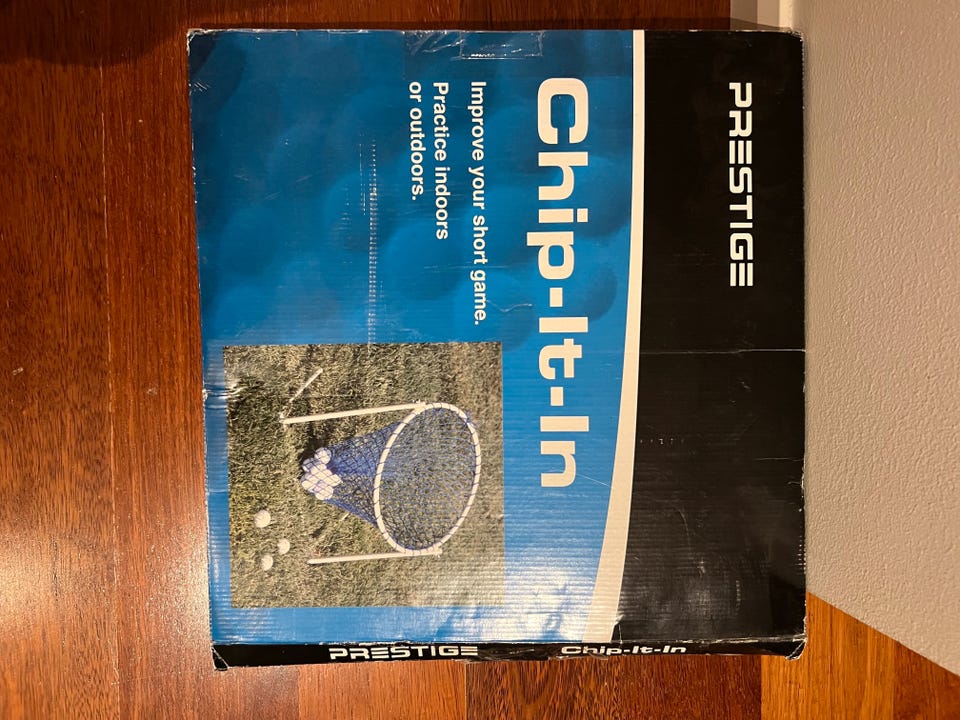 PRESTIGE
Chip-It-In
Improve your short game.
Practice indoors
or outdoors.
PRESTIGE
Chip-It-In